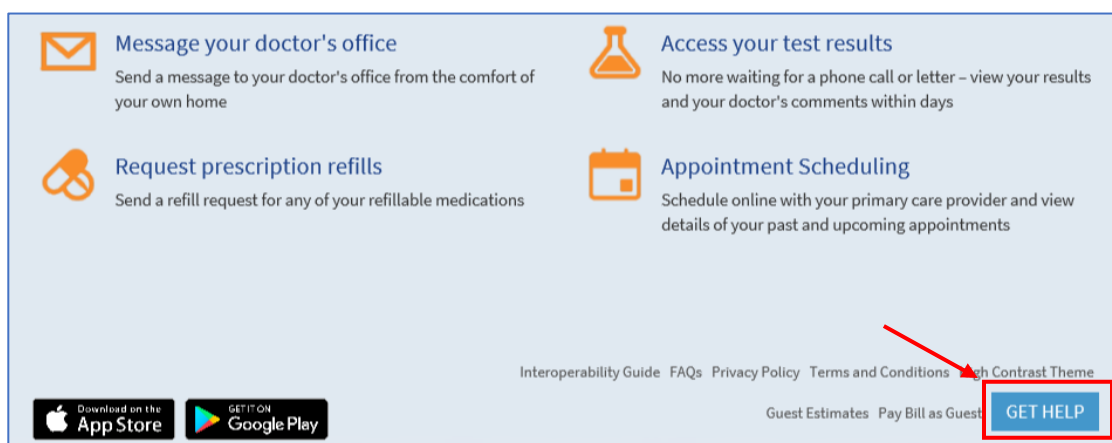 Message your doctor's office
Send a message to your doctor's office from the comfort of
your own home
Access your test results
No more waiting for a phone call or letter – view your results
and your doctor's comments within days
Request prescription refills
Send a refill request for any of your refillable medications
Appointment Scheduling
Schedule online with your primary care provider and view
details of your past and upcoming appointments
Interoperability Guide FAQs Privacy Policy Terms and Conditions High Contrast Theme
Download on the
App Store
GET IT ON
Google Play
Guest Estimates Pay Bill as Guest
GET HELP